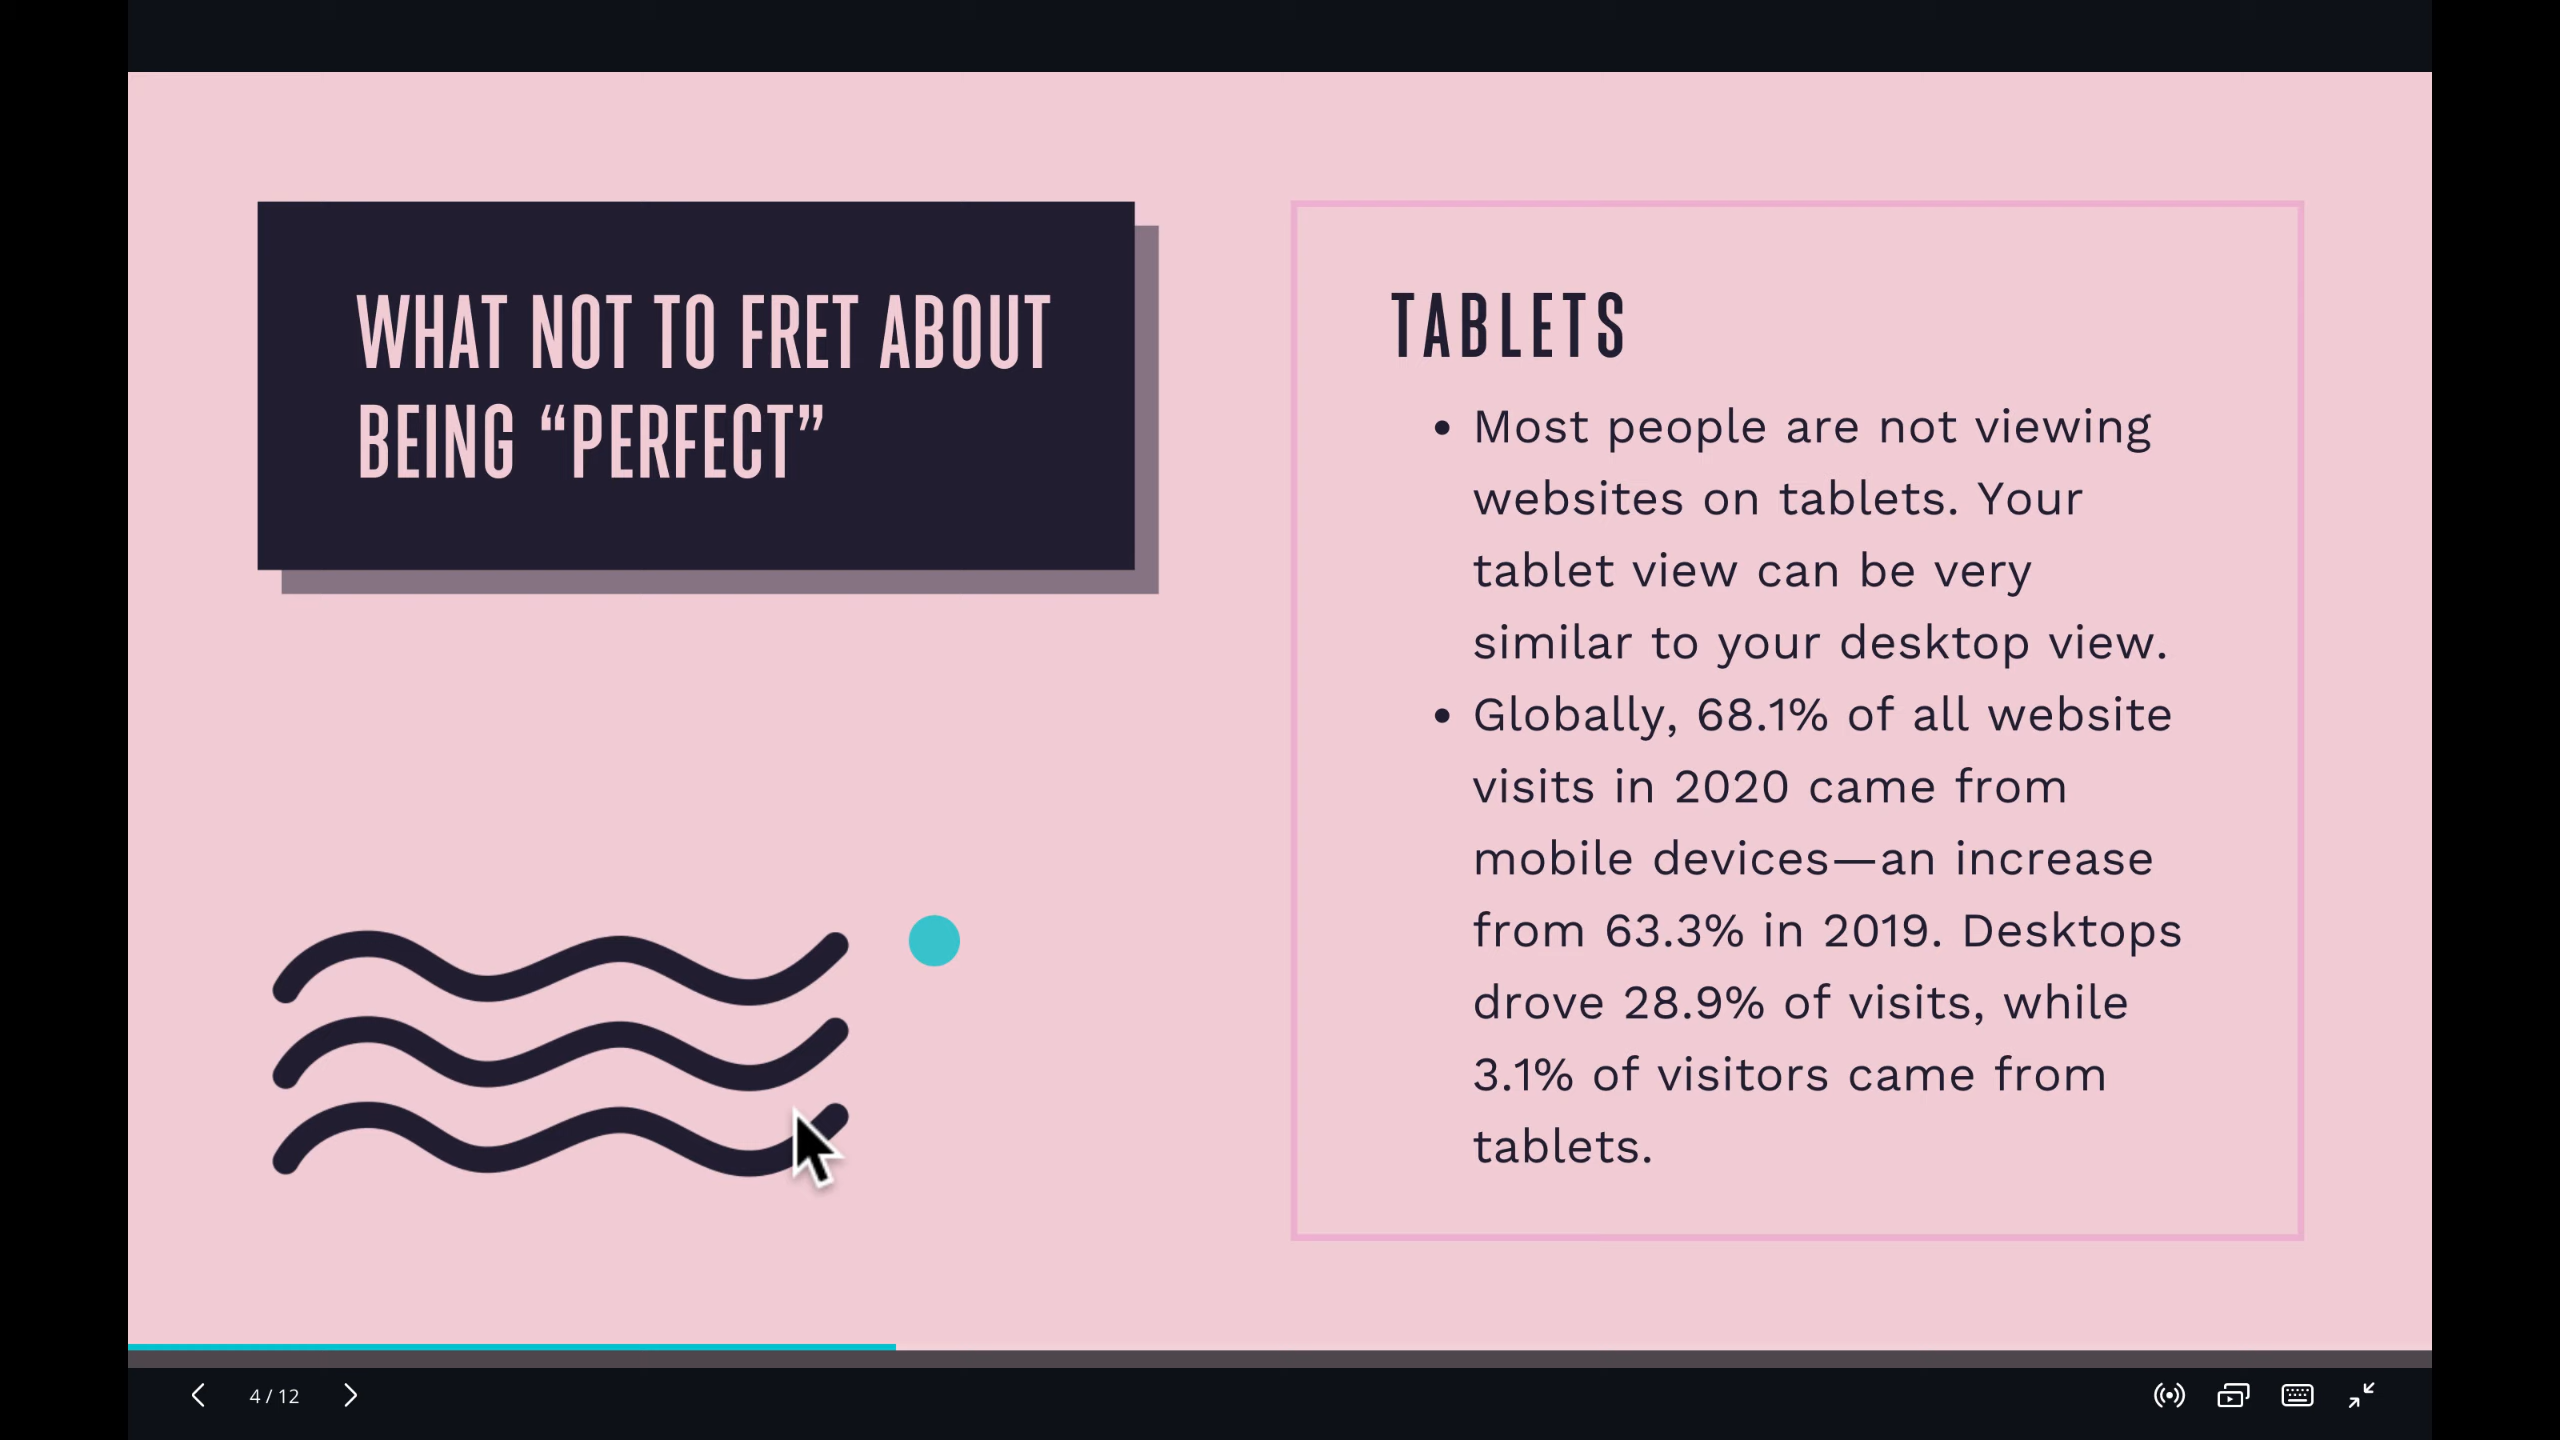 WHAT NOT TO FRET ABOUT
BEING “PERFECT”
TABLETS
• Most people are not viewing
websites on tablets. Your
tablet view can be very
similar to your desktop view.
• Globally, 68.1% of all website
visits in 2020 came from
mobile devices—an increase
from 63.3% in 2019. Desktops
drove 28.9% of visits, while
3.1% of visitors came from
tablets.
4 / 12